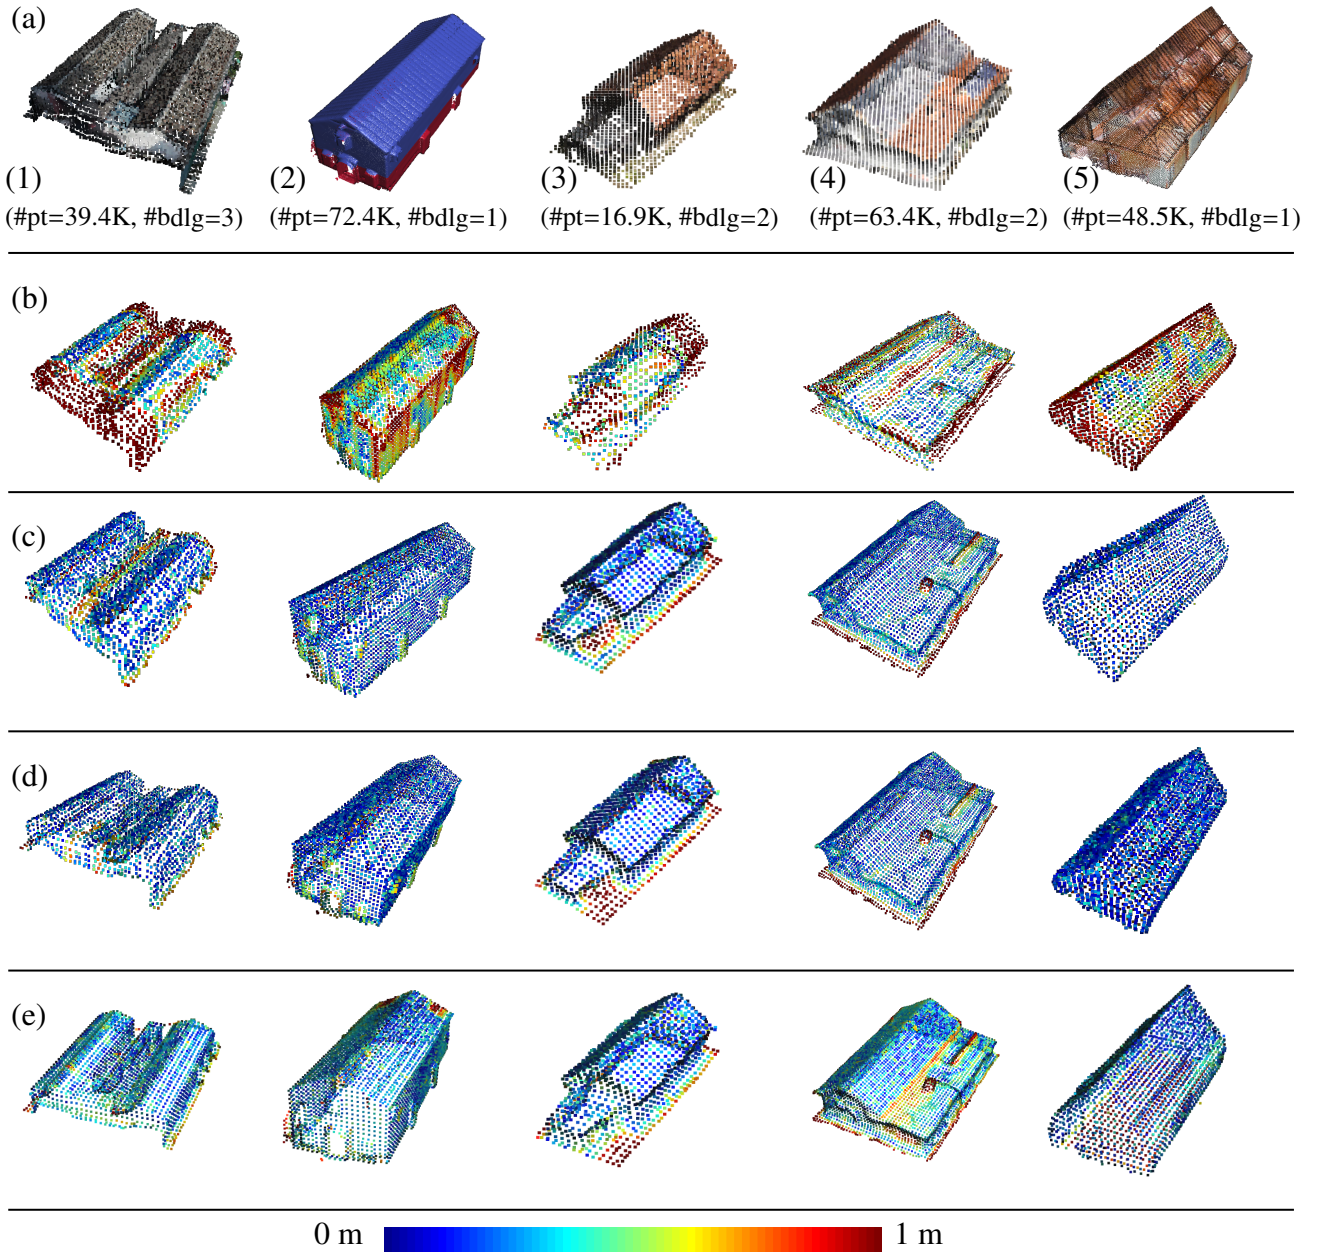 (a)
(1) (2) (3) (4) (5)
(#pt=39.4K, #bdlg=3) (#pt=72.4K, #bdlg=1) (#pt=16.9K, #bdlg=2) (#pt=63.4K, #bdlg=2) (#pt=48.5K, #bdlg=1)
(b)
(c)
(d)
(e)
0 m 1 m